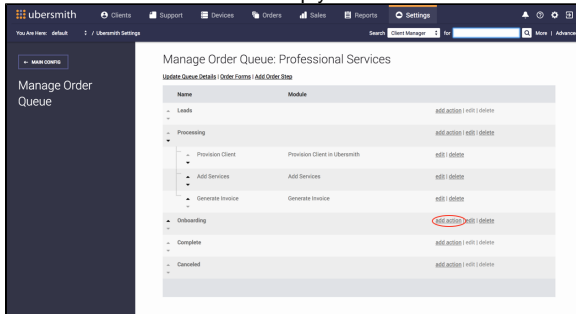 ubersmith Clients Support Devices Orders Sales Reports Settings
You Are Here: default / Ubersmith Settings Search Client Manager for More | Advance
← MAIN CONFIG
Manage Order Queue
Manage Order Queue: Professional Services
Update Queue Details | Order Forms | Add Order Step
Name Module
Leads add action | edit | delete
Processing add action | edit | delete
Provision Client Provision Client in Ubersmith edit | delete
Add Services Add Services edit | delete
Generate Invoice Generate Invoice edit | delete
Onboarding add action | edit | delete
Complete add action | edit | delete
Canceled add action | edit | delete